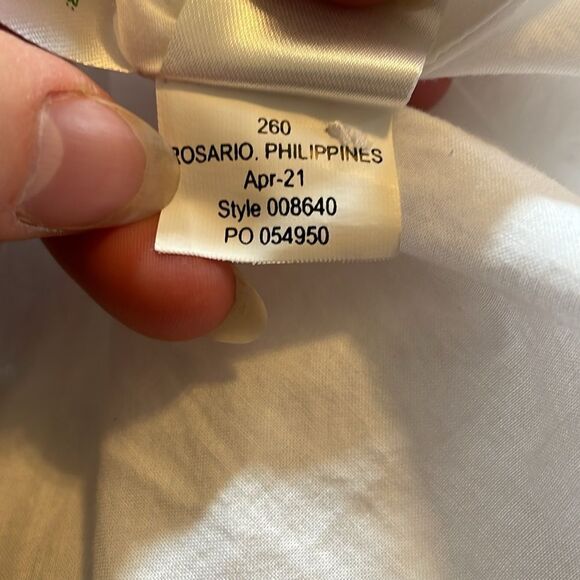 260
ROSARIO. PHILIPPINES
Apr-21
Style 008640
PO 054950